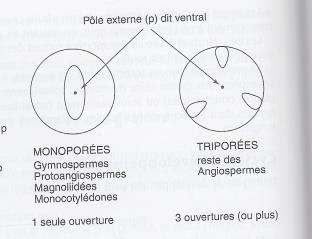 Pôle externe (p) dit ventral
p
MONOPORÉES
Gymnospermes
Protoangiospermes
Magnoliidées
Monocotylédones
1 seule ouverture
TRIPORÉES
reste des
Angiospermes
3 ouvertures (ou plus)